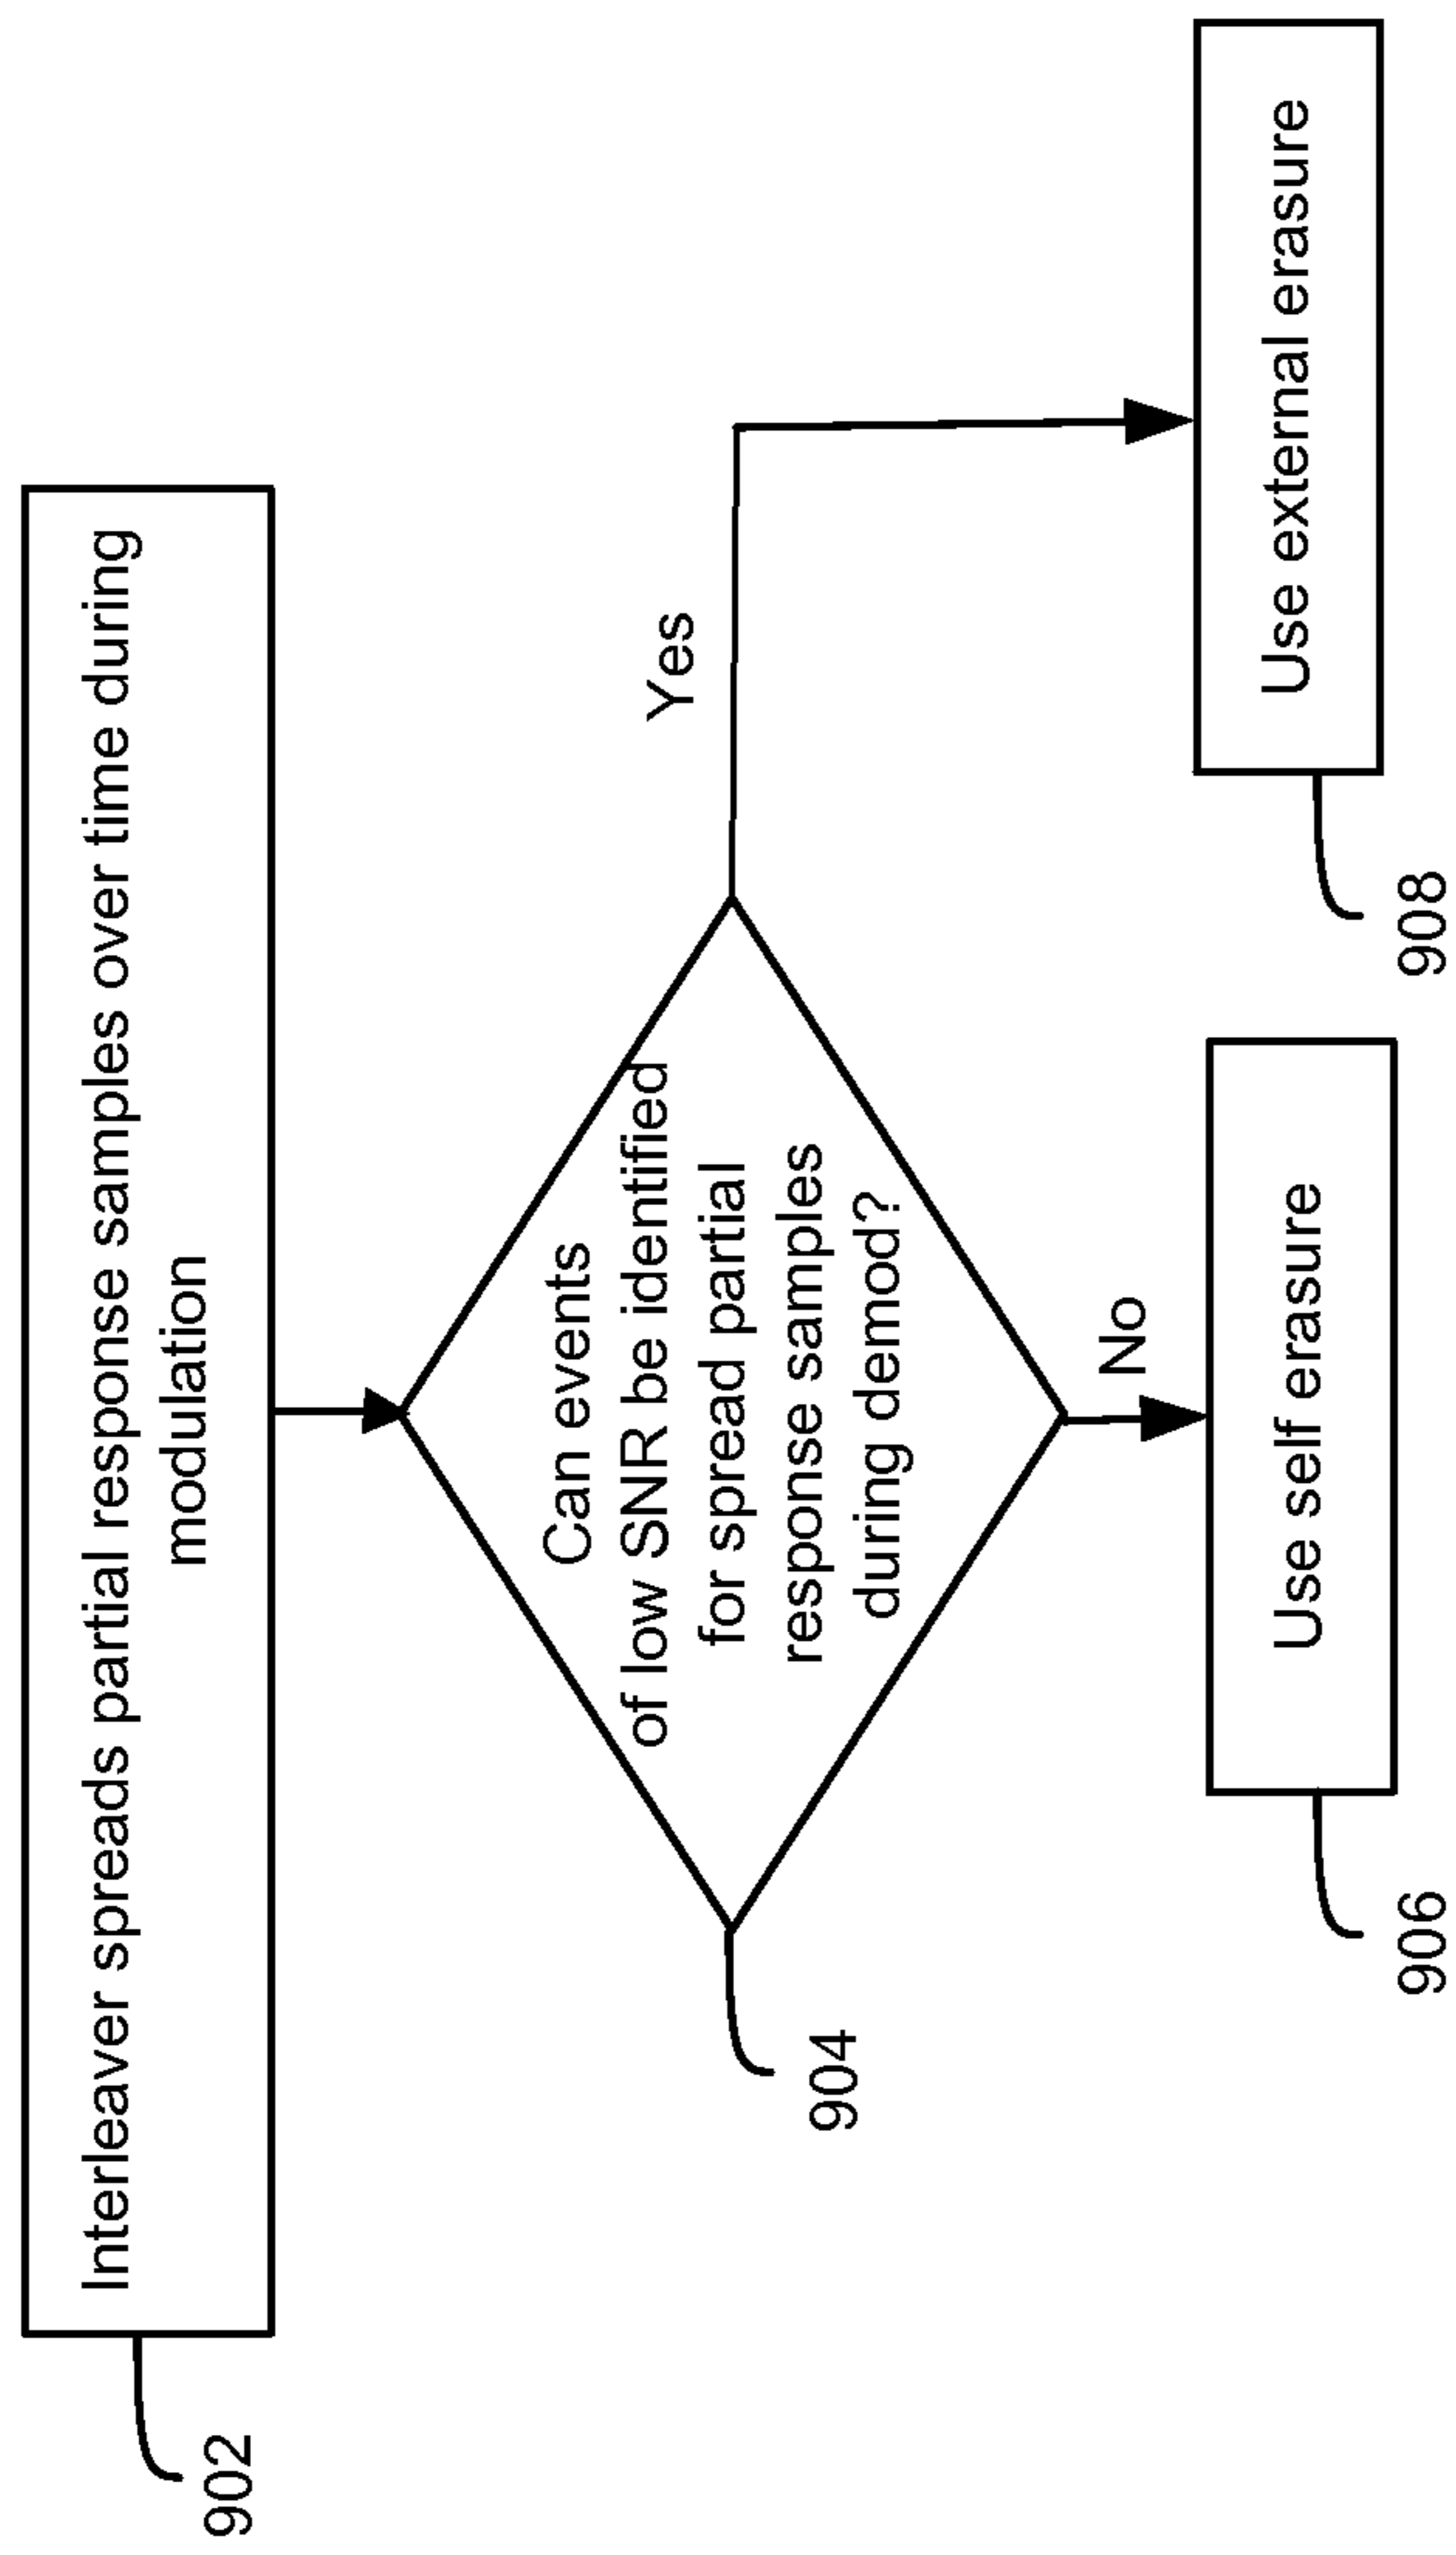 Interleaver spreads partial response samples over time during
modulation
902
Can events
of low SNR be identified
for spread partial
response samples
during demod?
904
Yes
No
Use self erasure
906
Use external erasure
908